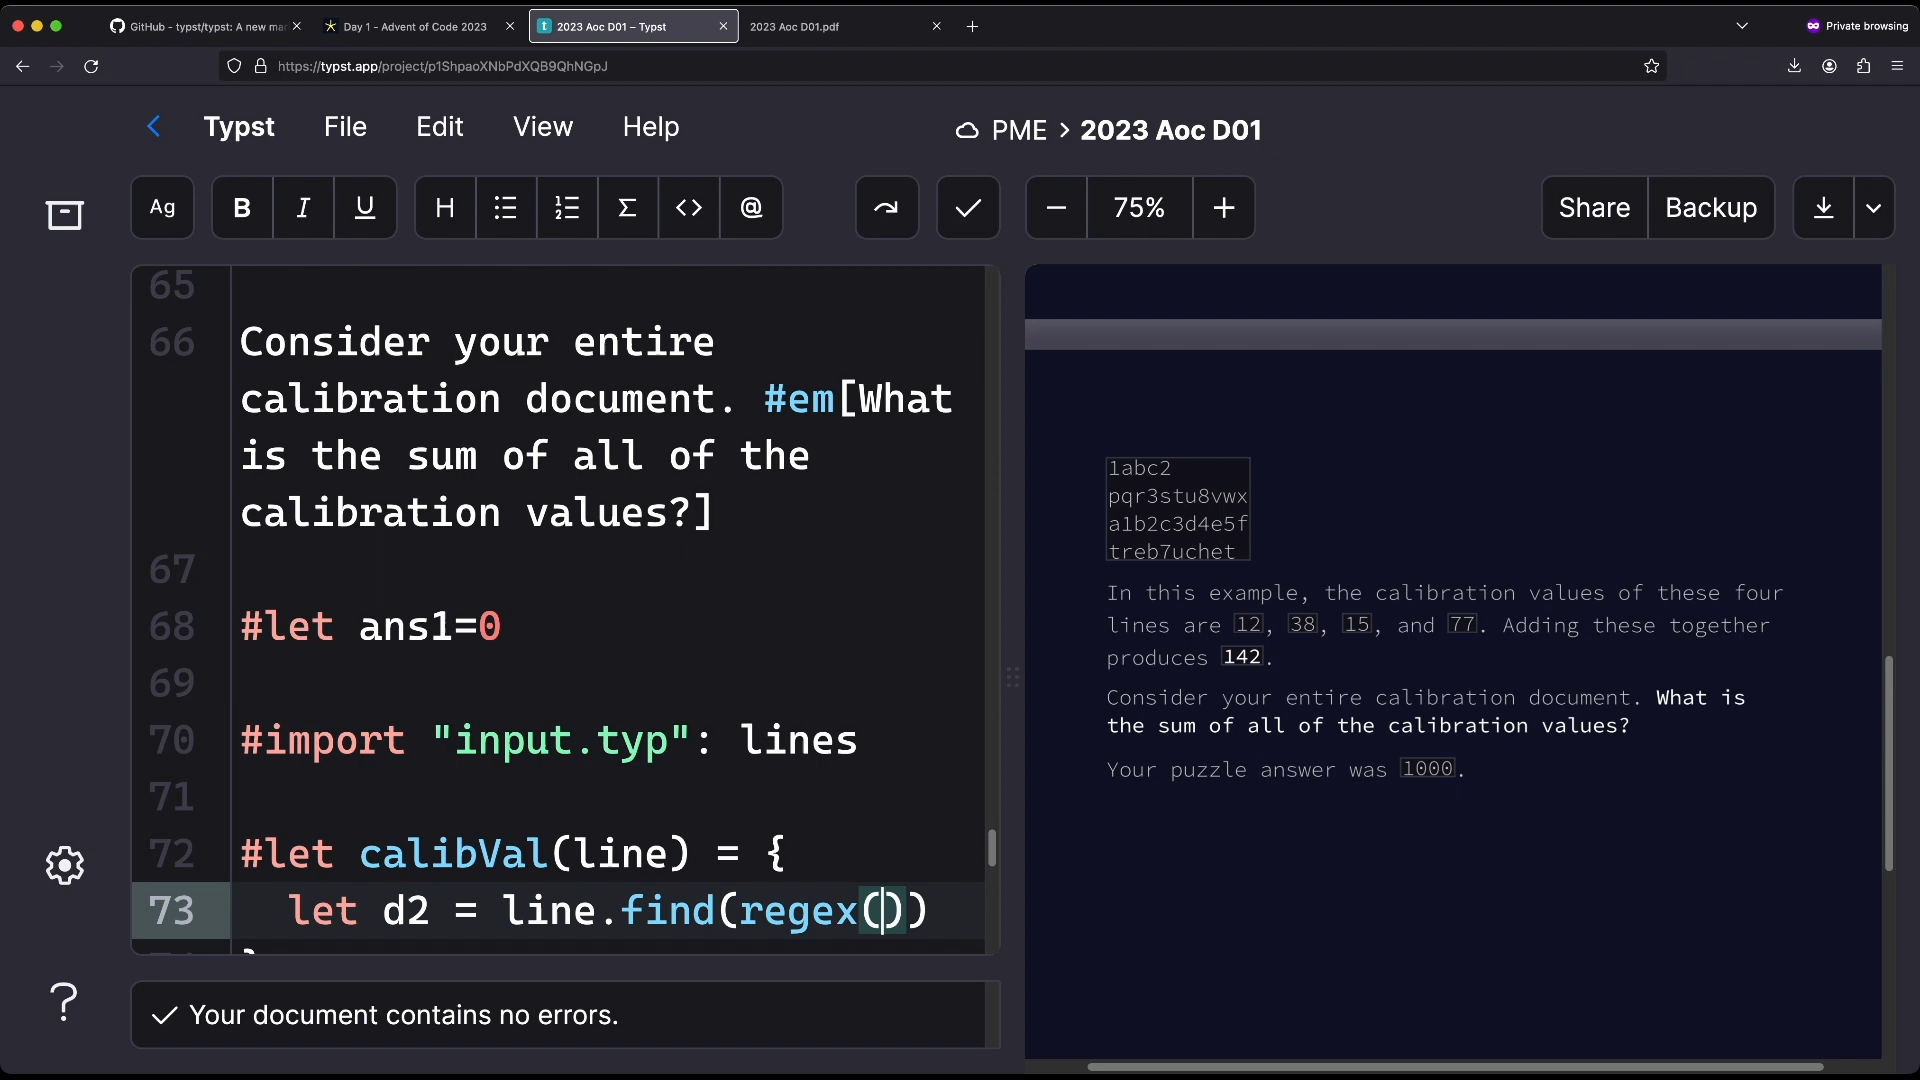 GitHub - typst/typst: A new mar
Day 1 - Advent of Code 2023
2023 Aoc D01 – Typst
2023 Aoc D01.pdf
Private browsing
https://typst.app/project/p1ShpaoXNbPdXQB9QhNGpJ
Typst File Edit View Help
PME > 2023 Aoc D01
Ag B I U H Σ <> @
75%
Share Backup
65
66 Consider your entire
calibration document. #em[What
is the sum of all of the
calibration values?]
67
68 #let ans1=0
69
70 #import "input.typ": lines
71
72 #let calibVal(line) = {
73 let d2 = line.find(regex())
Your document contains no errors.
1abc2
pqr3stu8vwx
a1b2c3d4e5f
treb7uchet
In this example, the calibration values of these four
lines are 12, 38, 15, and 77. Adding these together
produces 142.
Consider your entire calibration document. What is
the sum of all of the calibration values?
Your puzzle answer was 1000.